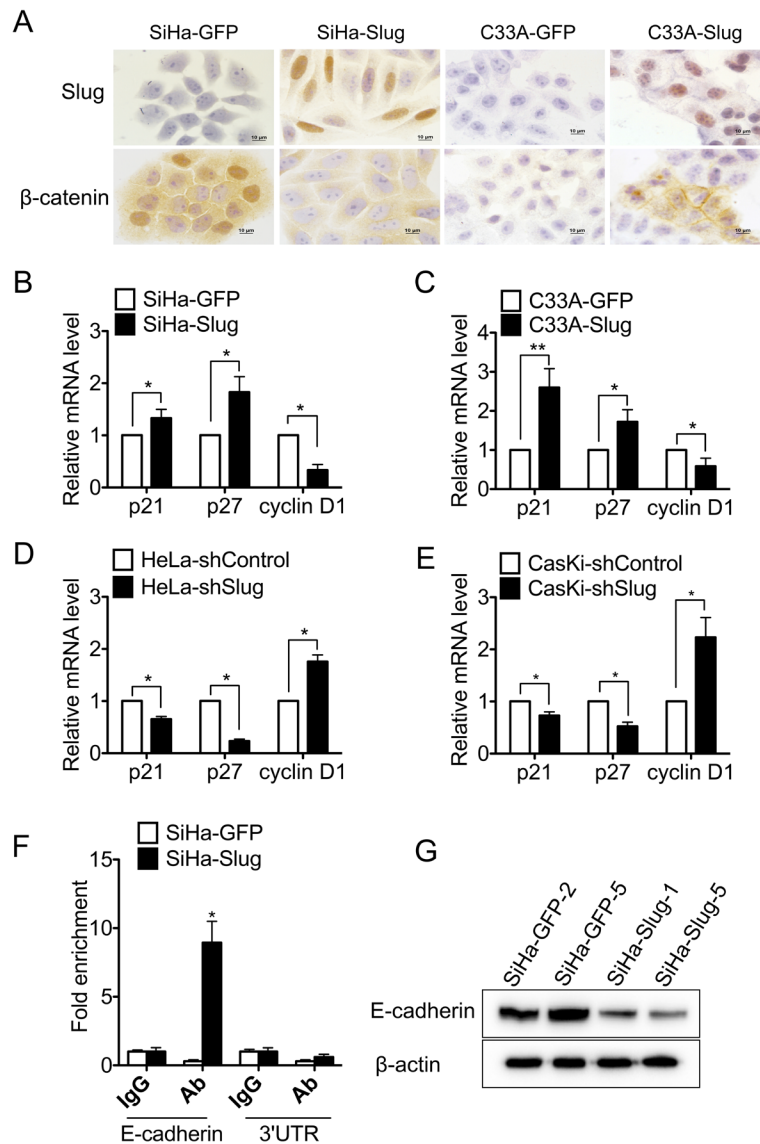 A
SiHa-GFP SiHa-Slug C33A-GFP C33A-Slug
Slug
10 μm 10 μm 10 μm 10 μm
β-catenin
10 μm 10 μm 10 μm 10 μm
B
SiHa-GFP
SiHa-Slug
Relative mRNA level
3
2
1
0
* * *
p21 p27 cyclin D1
C
C33A-GFP
C33A-Slug
Relative mRNA level
4
3
2
1
0
** * *
p21 p27 cyclin D1
D
HeLa-shControl
HeLa-shSlug
Relative mRNA level
3
2
1
0
* * *
p21 p27 cyclin D1
E
CasKi-shControl
CasKi-shSlug
Relative mRNA level
3
2
1
0
* * *
p21 p27 cyclin D1
F
SiHa-GFP
SiHa-Slug
Fold enrichment
15
10
5
0
*
IgG Ab IgG Ab
E-cadherin 3'UTR
G
SiHa-GFP-2
SiHa-GFP-5
SiHa-Slug-1
SiHa-Slug-5
E-cadherin
β-actin